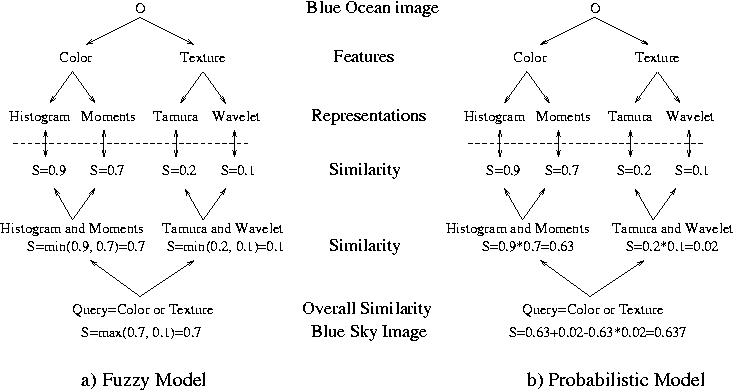 O Blue Ocean image O
Color Texture Features Color Texture
Histogram Moments Tamura Wavelet Representations Histogram Moments Tamura Wavelet
S=0.9 S=0.7 S=0.2 S=0.1 Similarity S=0.9 S=0.7 S=0.2 S=0.1
Histogram and Moments Tamura and Wavelet Histogram and Moments Tamura and Wavelet
S=min(0.9, 0.7)=0.7 S=min(0.2, 0.1)=0.1 Similarity S=0.9*0.7=0.63 S=0.2*0.1=0.02
Query=Color or Texture Overall Similarity Query=Color or Texture
S=max(0.7, 0.1)=0.7 Blue Sky Image S=0.63+0.02-0.63*0.02=0.637
a) Fuzzy Model b) Probabilistic Model